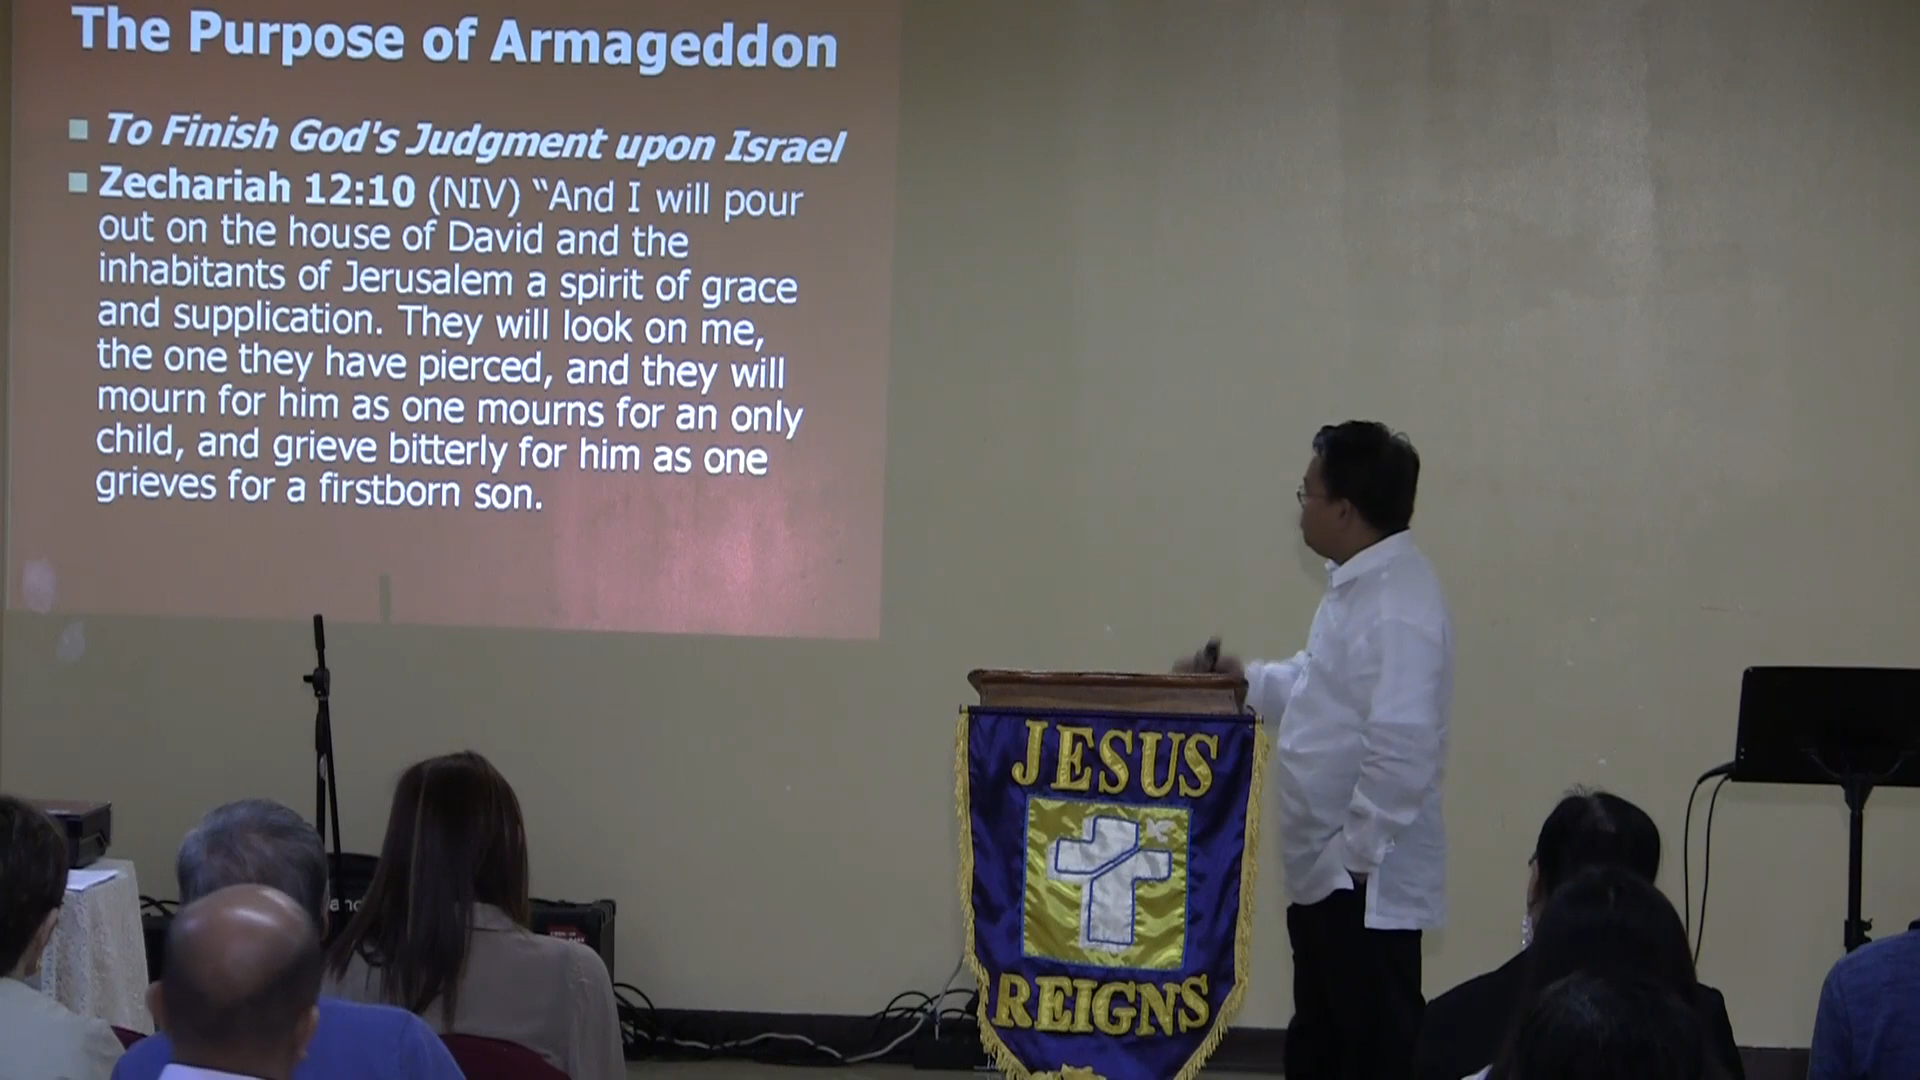 The Purpose of Armageddon
To Finish God's Judgment upon Israel
Zechariah 12:10 (NIV) “And I will pour
out on the house of David and the
inhabitants of Jerusalem a spirit of grace
and supplication. They will look on me,
the one they have pierced, and they will
mourn for him as one mourns for an only
child, and grieve bitterly for him as one
grieves for a firstborn son.
JESUS
REIGNS